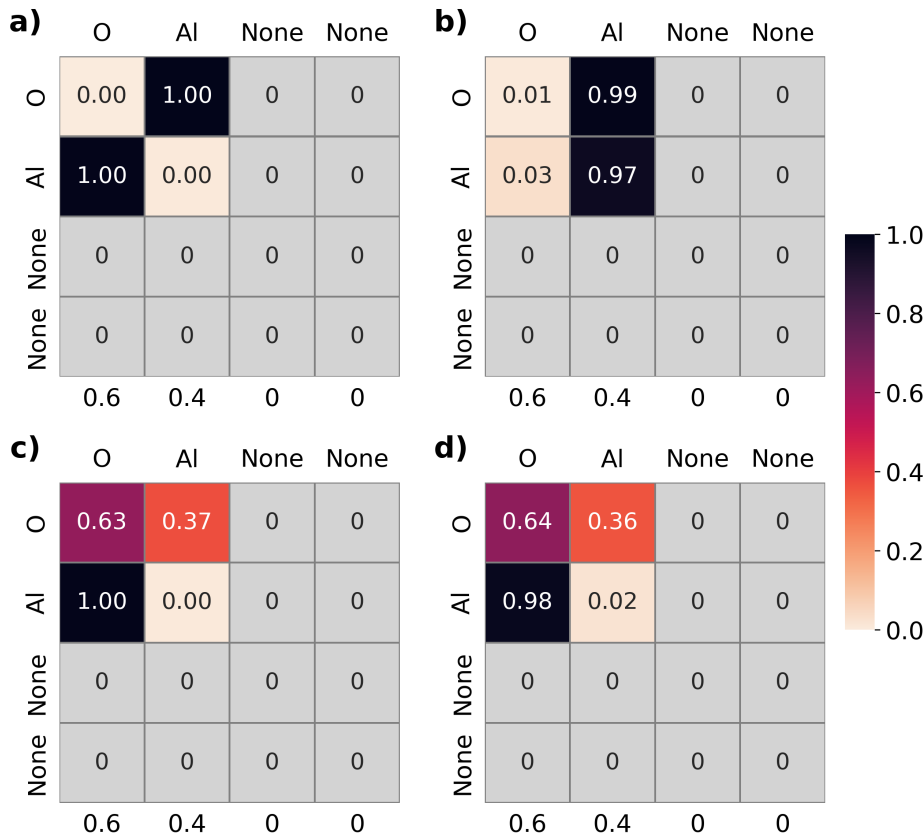 a) O Al None None
O 0.00 1.00 0 0
Al 1.00 0.00 0 0
None 0 0 0 0
None 0 0 0 0
0.6 0.4 0 0
b) O Al None None
O 0.01 0.99 0 0
Al 0.03 0.97 0 0
None 0 0 0 0
None 0 0 0 0
0.6 0.4 0 0
c) O Al None None
O 0.63 0.37 0 0
Al 1.00 0.00 0 0
None 0 0 0 0
None 0 0 0 0
0.6 0.4 0 0
d) O Al None None
O 0.64 0.36 0 0
Al 0.98 0.02 0 0
None 0 0 0 0
None 0 0 0 0
0.6 0.4 0 0
1.0
0.8
0.6
0.4
0.2
0.0